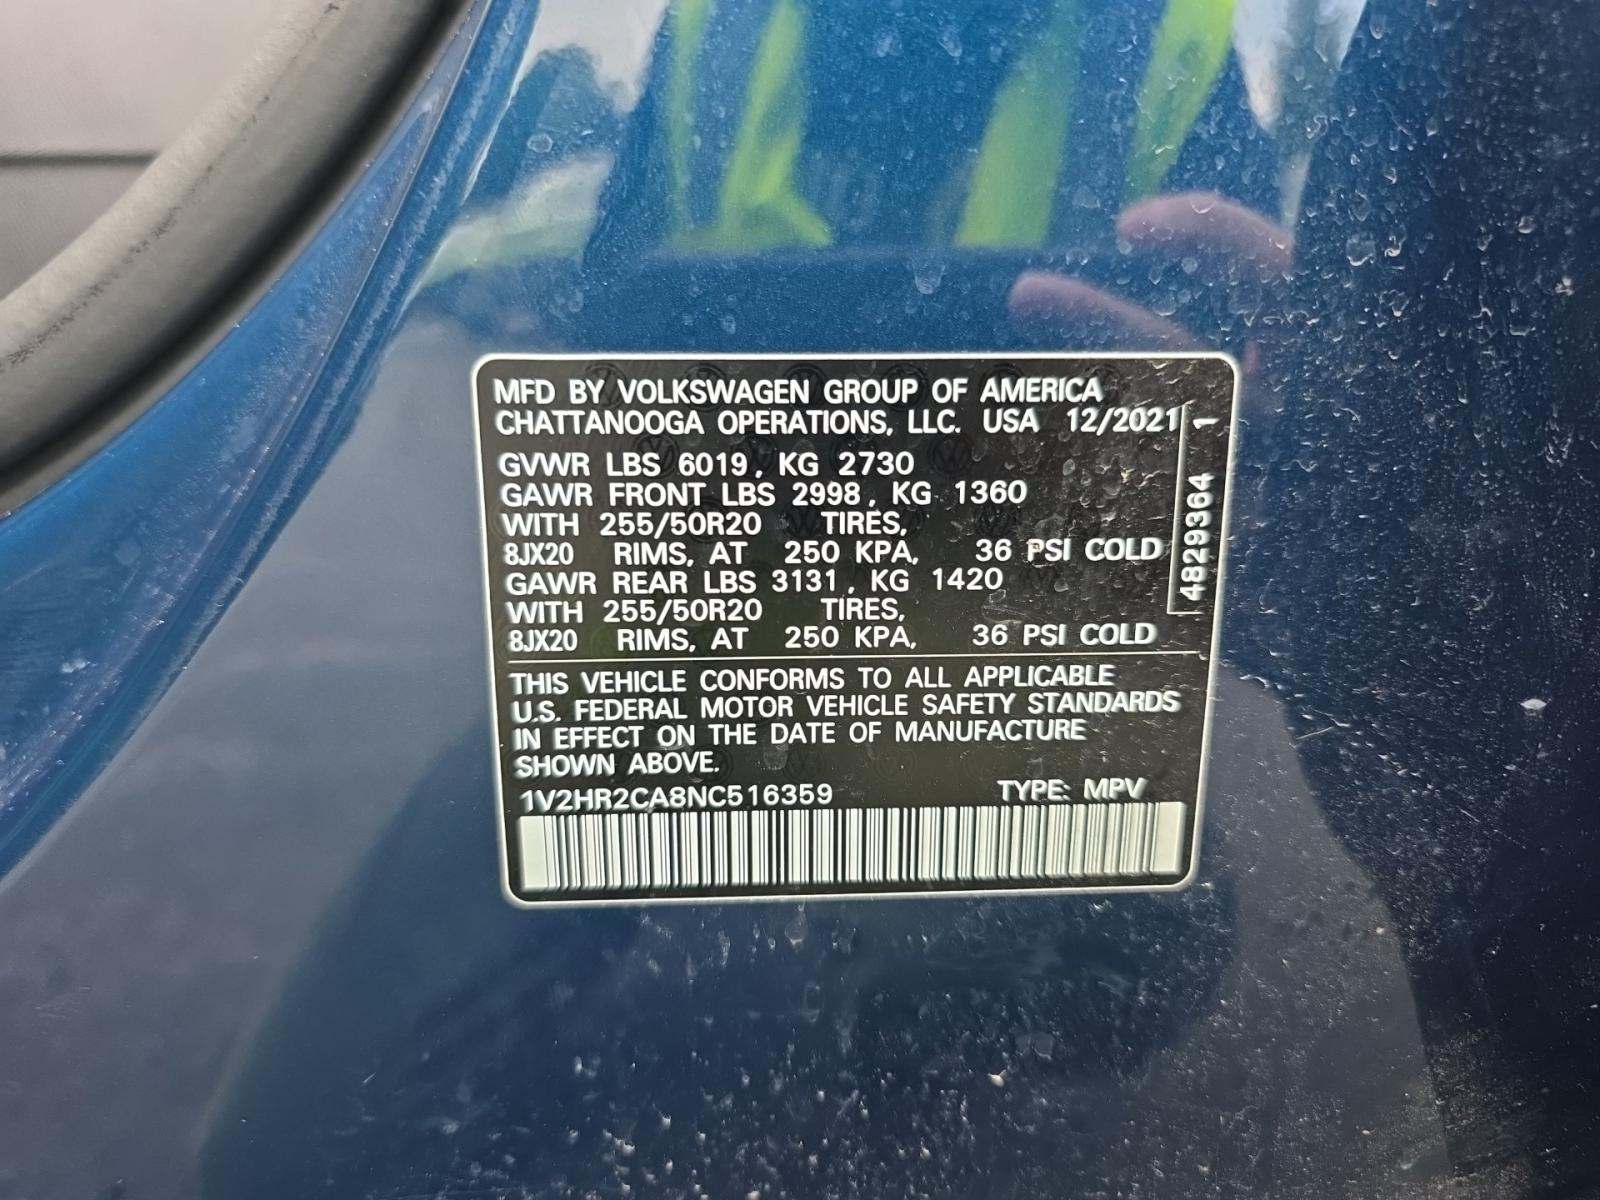 MFD BY VOLKSWAGEN GROUP OF AMERICA
CHATTANOOGA OPERATIONS, LLC. USA 12/2021
GVWR LBS 6019, KG 2730
GAWR FRONT LBS 2998, KG 1360
WITH 255/50R20 TIRES,
8JX20 RIMS, AT 250 KPA, 36 PSI COLD
GAWR REAR LBS 3131, KG 1420
WITH 255/50R20 TIRES,
8JX20 RIMS, AT 250 KPA, 36 PSI COLD
THIS VEHICLE CONFORMS TO ALL APPLICABLE
U.S. FEDERAL MOTOR VEHICLE SAFETY STANDARDS
IN EFFECT ON THE DATE OF MANUFACTURE
SHOWN ABOVE.
1V2HR2CA8NC516359 TYPE: MPV
4829364 1